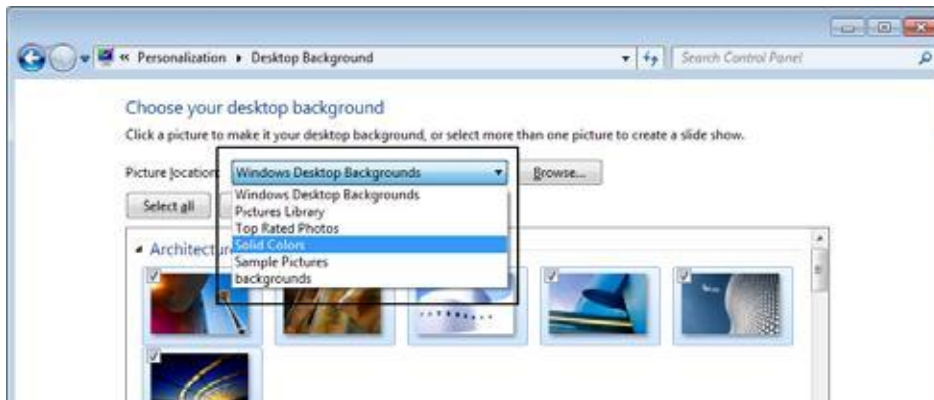 « Personalization ▸ Desktop Background
Search Control Panel
Choose your desktop background
Click a picture to make it your desktop background, or select more than one picture to create a slide show.
Picture location: Windows Desktop Backgrounds
Browse...
Windows Desktop Backgrounds
Select all
Pictures Library
Top Rated Photos
Solid Colors
Architectur
Sample Pictures
backgrounds